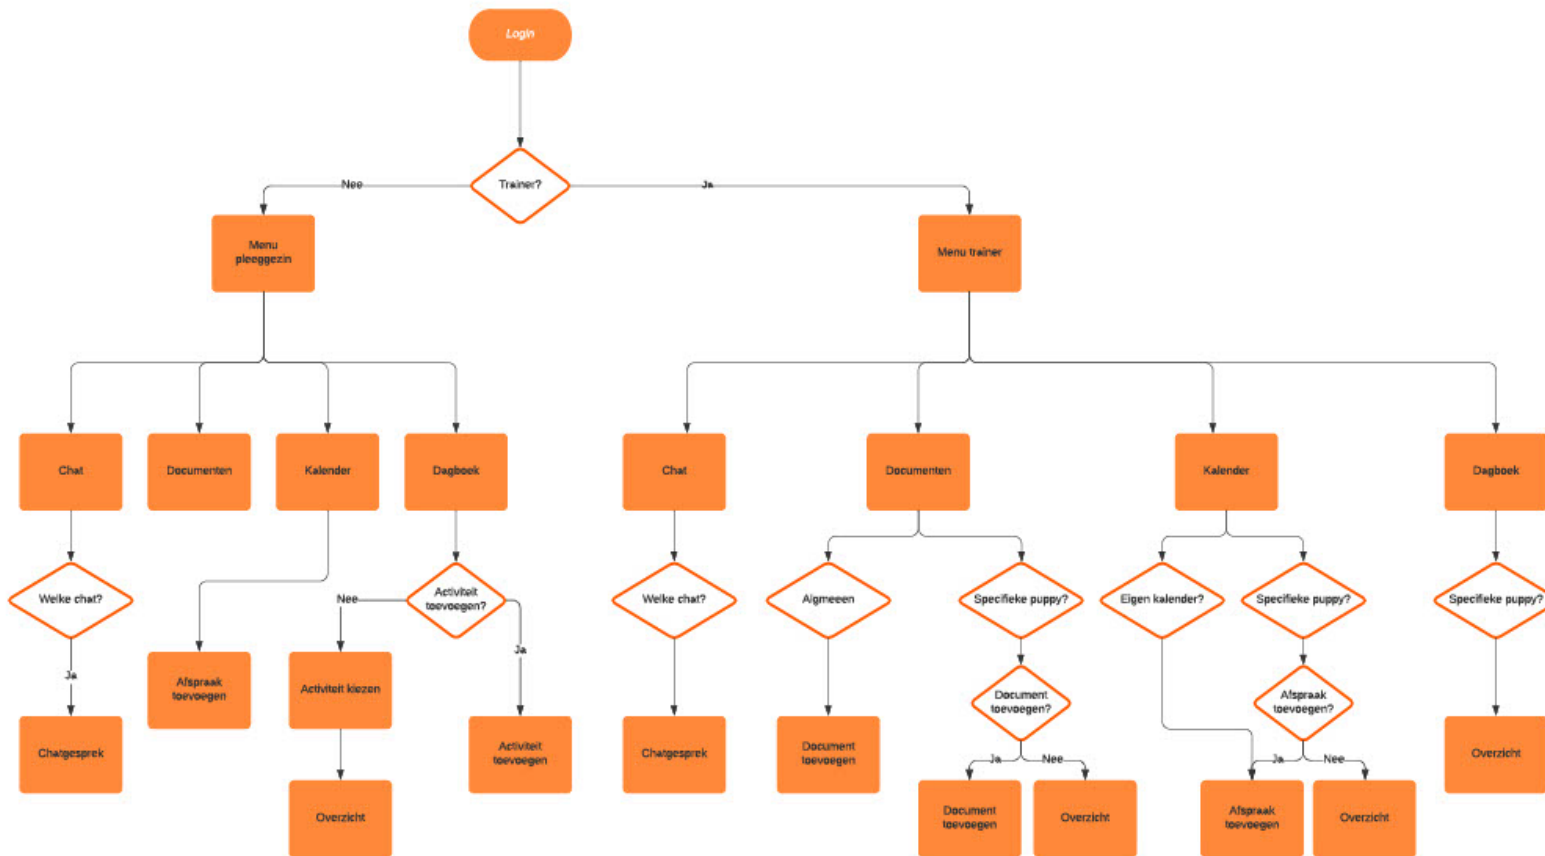 Login
Trainer?
Nee
Ja
Menu
pleeggezin
Menu trainer
Chat
Documenten
Kalender
Dagboek
Chat
Documenten
Kalender
Dagboek
Welke chat?
Activiteit
toevoegen?
Nee
Ja
Welke chat?
Algmeeen
Specifieke puppy?
Eigen kalender?
Specifieke puppy?
Specifieke puppy?
Ja
Afspraak
toevoegen
Activiteit kiezen
Document
toevoegen?
Afspraak
toevoegen?
Chatgesprek
Activiteit
toevoegen
Chatgesprek
Document
toevoegen
Overzicht
Ja
Nee
Ja
Nee
Overzicht
Document
toevoegen
Overzicht
Afspraak
toevoegen
Overzicht